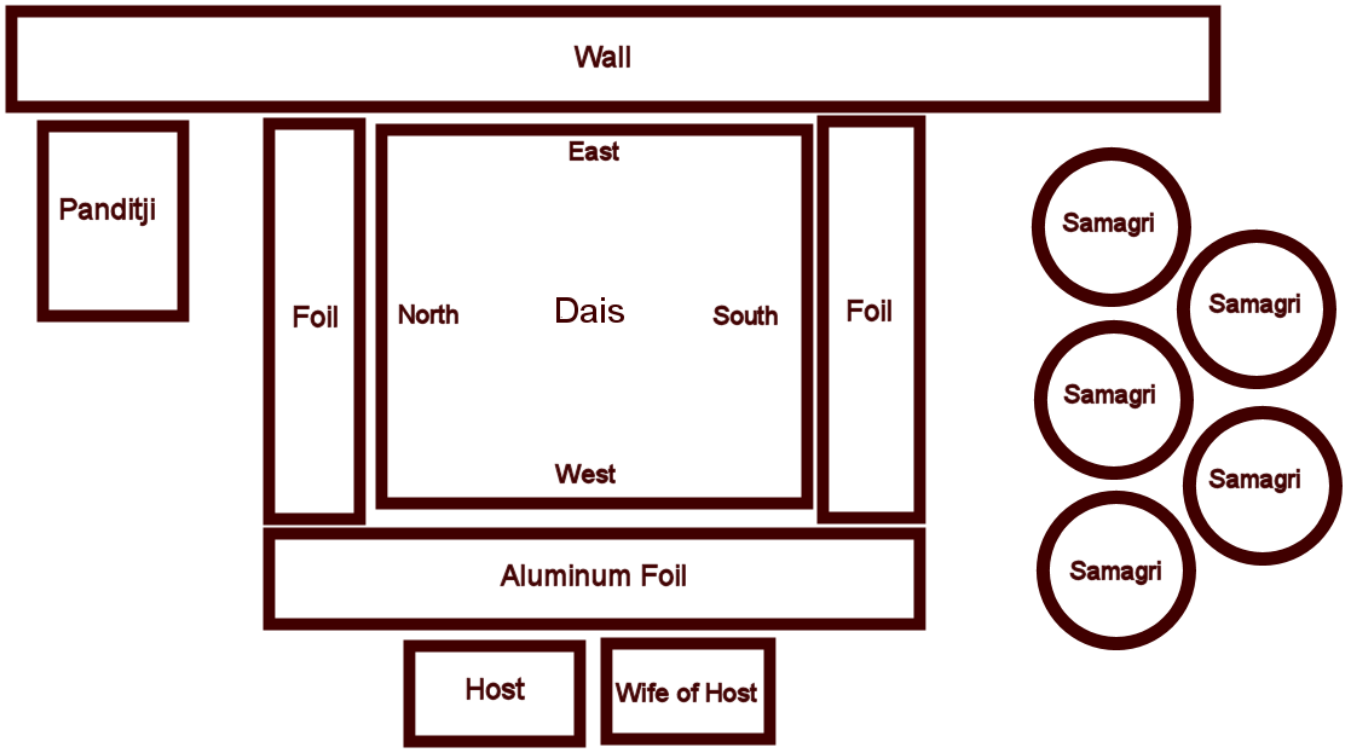 Wall
East
Panditji
Samagri
Samagri
Foil
North
Dais
South
Foil
Samagri
West
Samagri
Aluminum Foil
Samagri
Host
Wife of Host